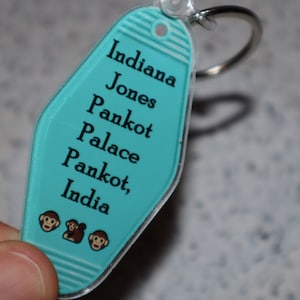 Indiana
Jones
Pankot
Palace
Pankot,
India